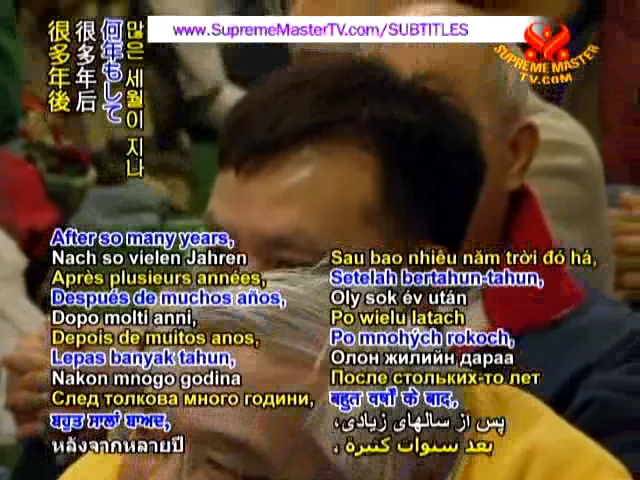 www.SupremeMasterTV.com/SUBTITLES
SUPREME MASTER
TV.COM
많은 세월이 지나
何年もして
很多年后
很多年後
After so many years,
Nach so vielen Jahren
Après plusieurs années,
Después de muchos años,
Dopo molti anni,
Depois de muitos anos,
Lepas banyak tahun,
Nakon mnogo godina
След толкова много години,
ਬਹੁਤ ਸਾਲਾਂ ਬਾਅਦ,
หลังจากหลายปี
Sau bao nhiêu năm trời đó há,
Setelah bertahun-tahun,
Oly sok év után
Po wielu latach
Po mnohých rokoch,
Олон жилийн дараа
После стольких-то лет
बहुत वर्षों के बाद,
پس از سالهای زیادی،
بعد سنوات كثيرة ,